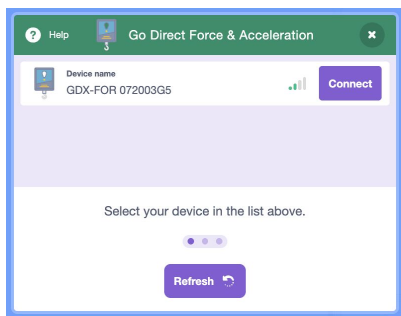 ? Help
Go Direct Force & Acceleration
Device name
GDX-FOR 072003G5
Connect
Select your device in the list above.
Refresh